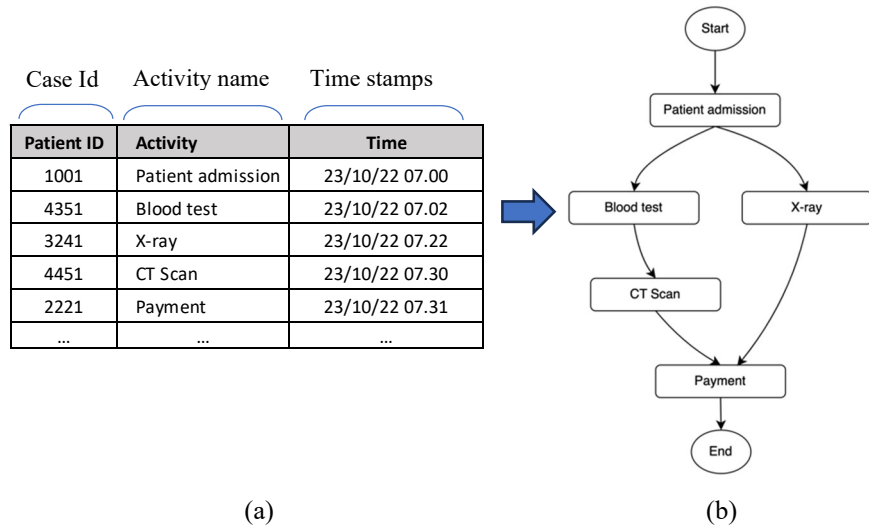 Case Id Activity name Time stamps
Patient ID Activity Time
1001 Patient admission 23/10/22 07.00
4351 Blood test 23/10/22 07.02
3241 X-ray 23/10/22 07.22
4451 CT Scan 23/10/22 07.30
2221 Payment 23/10/22 07.31
... ... ...
(a)
Start
Patient admission
Blood test X-ray
CT Scan
Payment
End
(b)